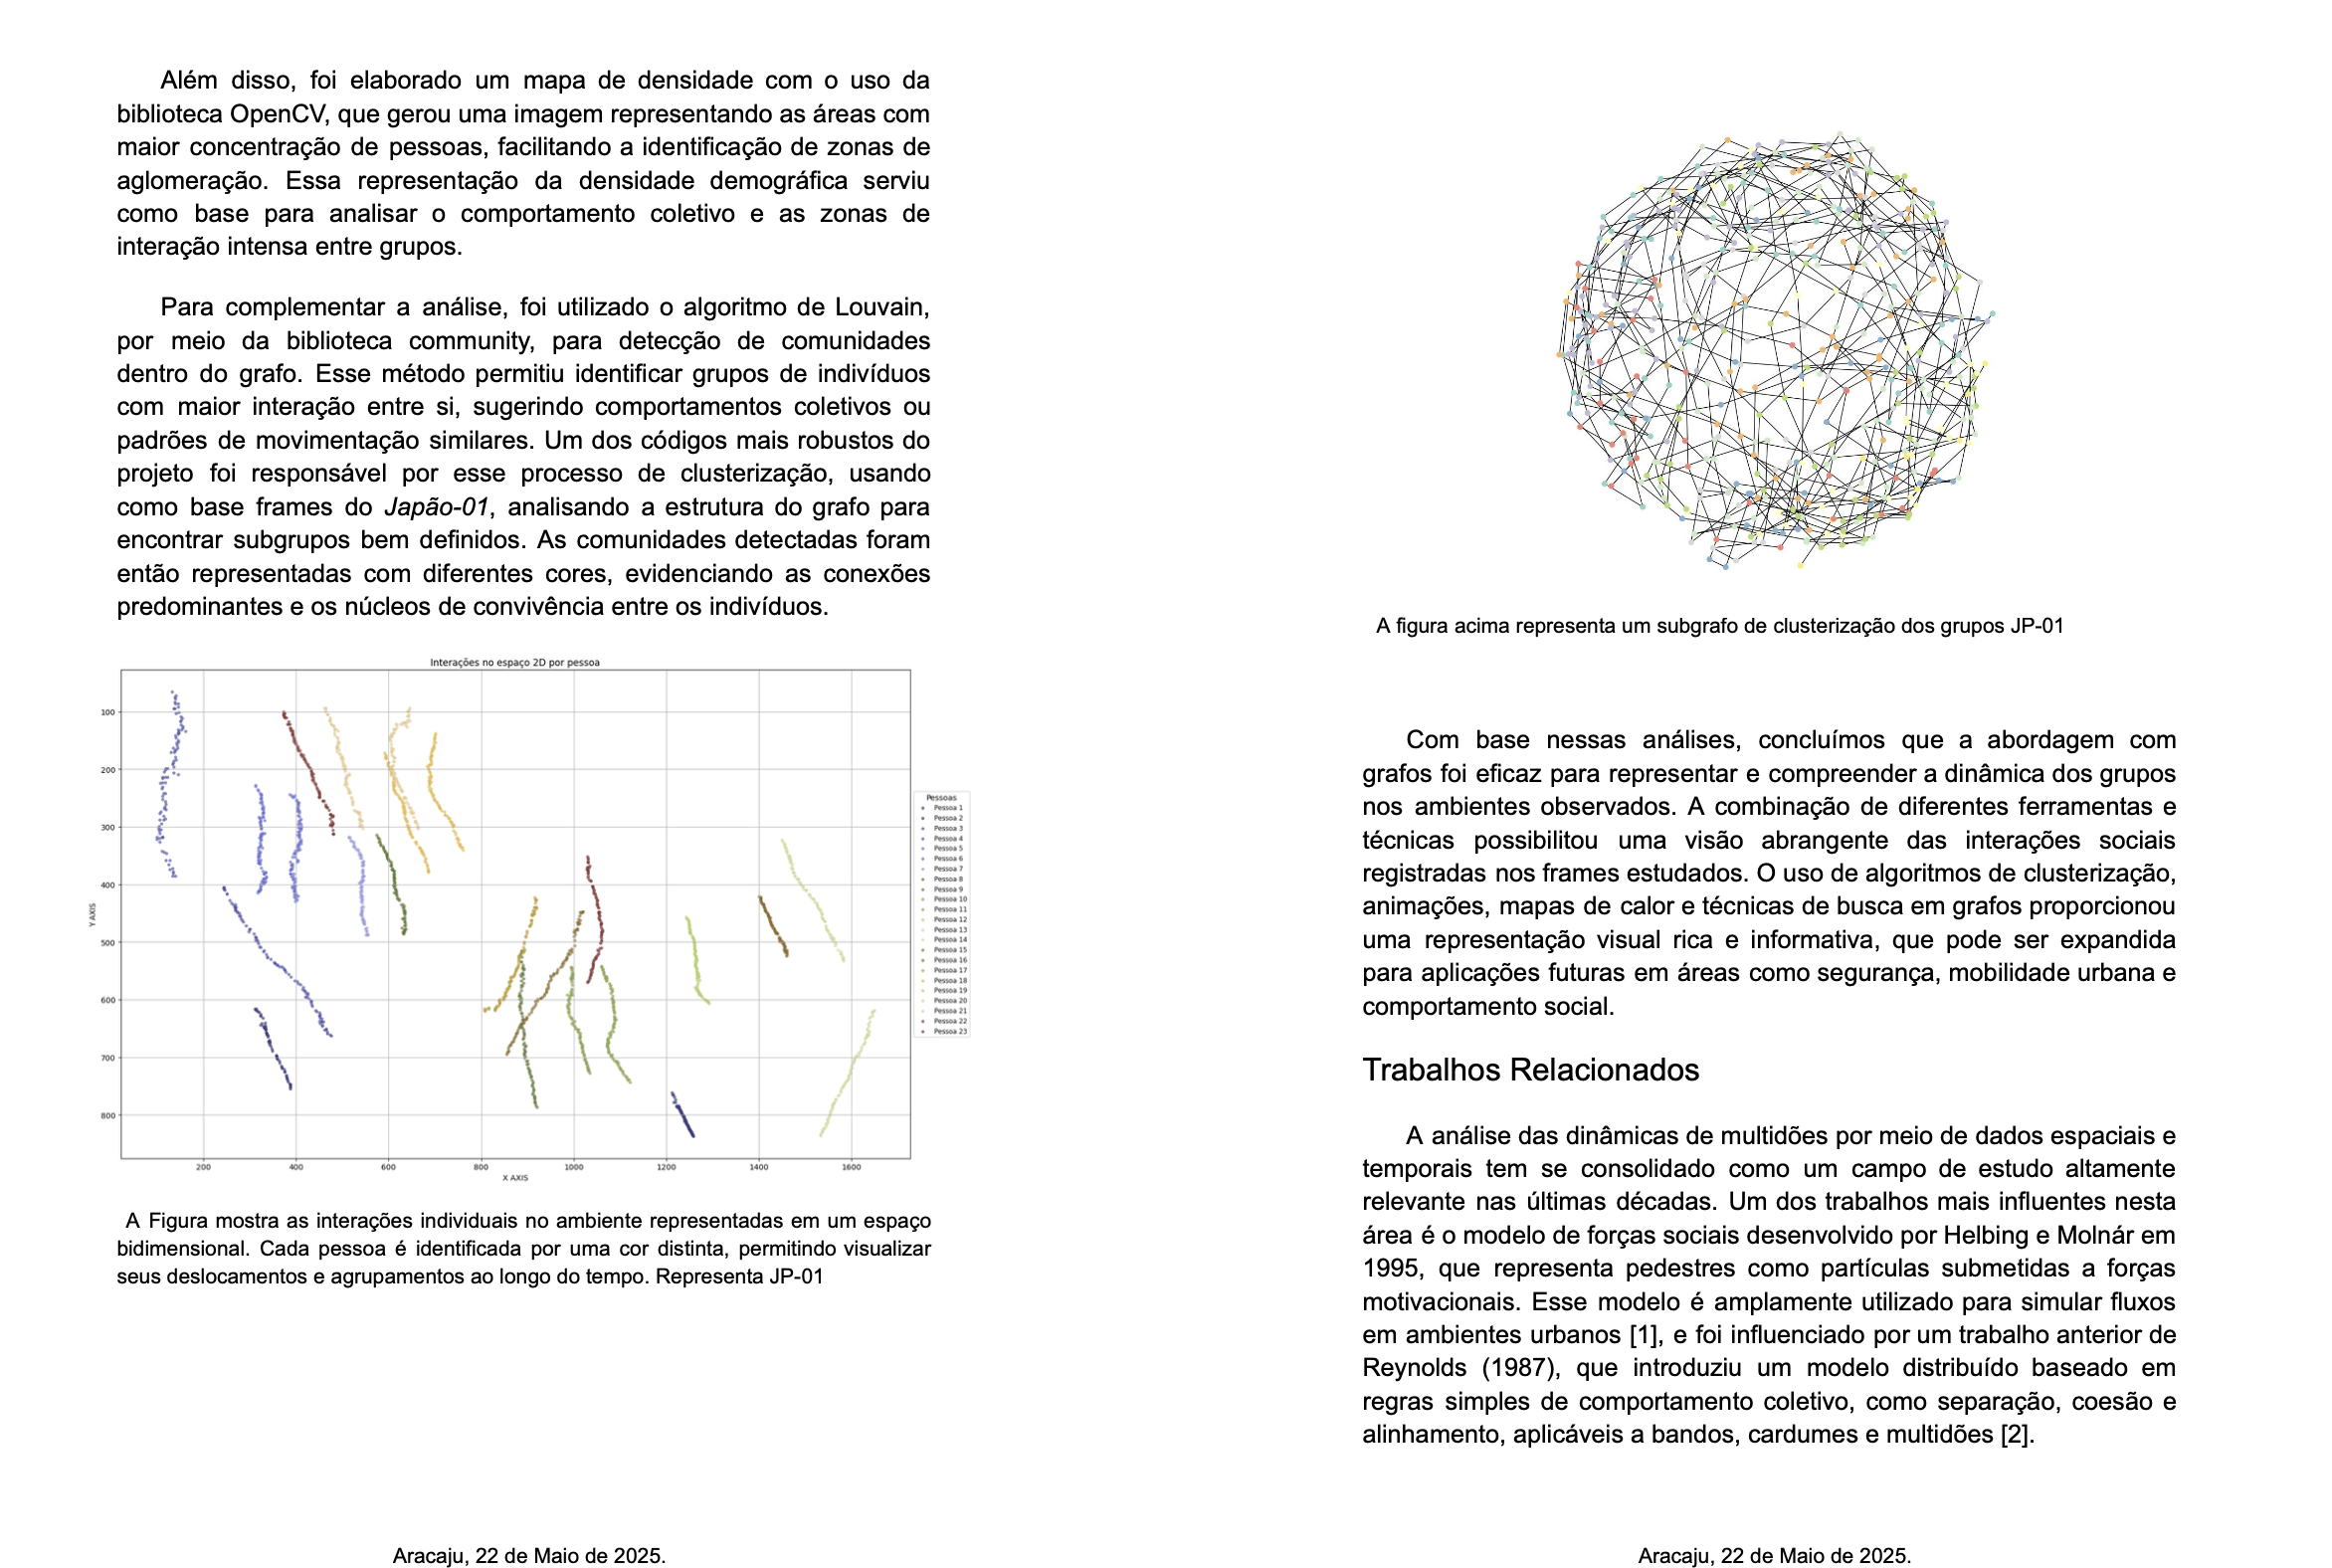 Além disso, foi elaborado um mapa de densidade com o uso da
biblioteca OpenCV, que gerou uma imagem representando as áreas com
maior concentração de pessoas, facilitando a identificação de zonas de
aglomeração. Essa representação da densidade demográfica serviu
como base para analisar o comportamento coletivo e as zonas de
interação intensa entre grupos.
Para complementar a análise, foi utilizado o algoritmo de Louvain,
por meio da biblioteca community, para detecção de comunidades
dentro do grafo. Esse método permitiu identificar grupos de indivíduos
com maior interação entre si, sugerindo comportamentos coletivos ou
padrões de movimentação similares. Um dos códigos mais robustos do
projeto foi responsável por esse processo de clusterização, usando
como base frames do Japão-01, analisando a estrutura do grafo para
encontrar subgrupos bem definidos. As comunidades detectadas foram
então representadas com diferentes cores, evidenciando as conexões
predominantes e os núcleos de convivência entre os indivíduos.
Interações no espaço 2D por pessoa
100
200
300
400
500
600
700
800
Y AXIS
200 400 600 800 1000 1200 1400 1600
X AXIS
Pessoas
Pessoa 1
Pessoa 2
Pessoa 3
Pessoa 4
Pessoa 5
Pessoa 6
Pessoa 7
Pessoa 8
Pessoa 9
Pessoa 10
Pessoa 11
Pessoa 12
Pessoa 13
Pessoa 14
Pessoa 15
Pessoa 16
Pessoa 17
Pessoa 18
Pessoa 19
Pessoa 20
Pessoa 21
Pessoa 22
Pessoa 23
A Figura mostra as interações individuais no ambiente representadas em um espaço
bidimensional. Cada pessoa é identificada por uma cor distinta, permitindo visualizar
seus deslocamentos e agrupamentos ao longo do tempo. Representa JP-01
Aracaju, 22 de Maio de 2025.
A figura acima representa um subgrafo de clusterização dos grupos JP-01
Com base nessas análises, concluímos que a abordagem com
grafos foi eficaz para representar e compreender a dinâmica dos grupos
nos ambientes observados. A combinação de diferentes ferramentas e
técnicas possibilitou uma visão abrangente das interações sociais
registradas nos frames estudados. O uso de algoritmos de clusterização,
animações, mapas de calor e técnicas de busca em grafos proporcionou
uma representação visual rica e informativa, que pode ser expandida
para aplicações futuras em áreas como segurança, mobilidade urbana e
comportamento social.
Trabalhos Relacionados
A análise das dinâmicas de multidões por meio de dados espaciais e
temporais tem se consolidado como um campo de estudo altamente
relevante nas últimas décadas. Um dos trabalhos mais influentes nesta
área é o modelo de forças sociais desenvolvido por Helbing e Molnár em
1995, que representa pedestres como partículas submetidas a forças
motivacionais. Esse modelo é amplamente utilizado para simular fluxos
em ambientes urbanos [1], e foi influenciado por um trabalho anterior de
Reynolds (1987), que introduziu um modelo distribuído baseado em
regras simples de comportamento coletivo, como separação, coesão e
alinhamento, aplicáveis a bandos, cardumes e multidões [2].
Aracaju, 22 de Maio de 2025.